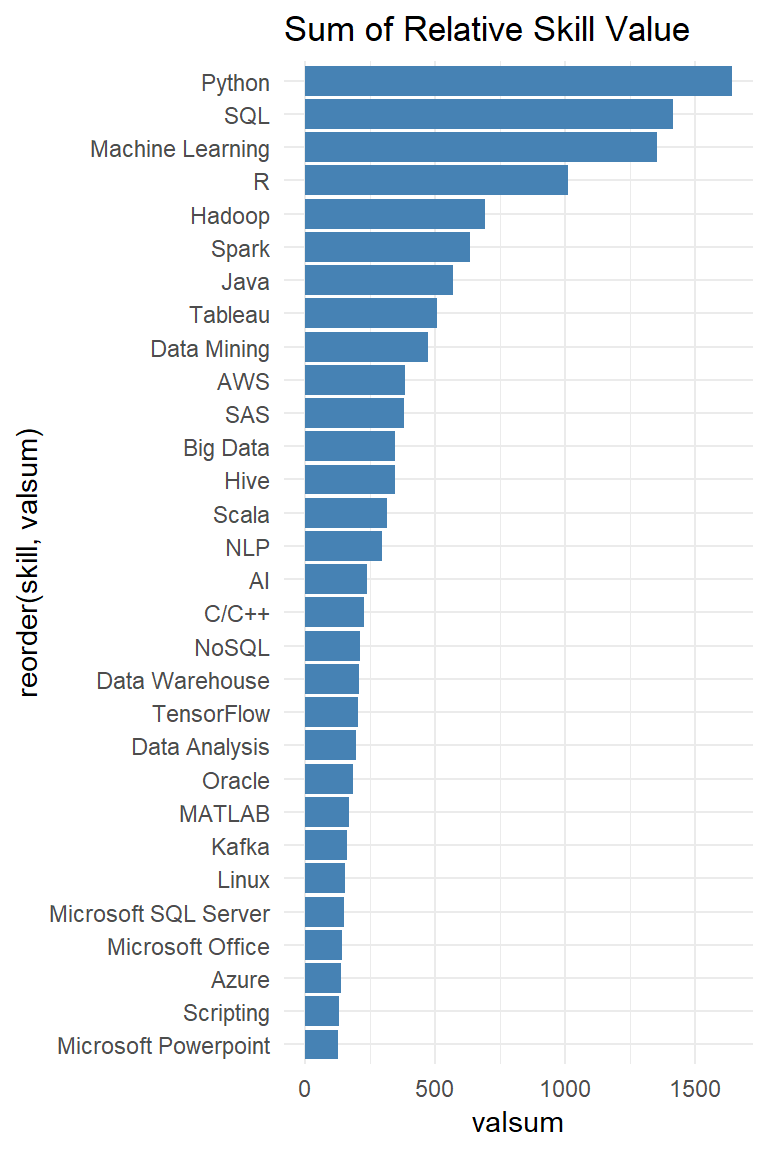 Sum of Relative Skill Value
Python
SQL
Machine Learning
R
Hadoop
Spark
Java
Tableau
Data Mining
AWS
SAS
Big Data
Hive
Scala
NLP
AI
C/C++
NoSQL
Data Warehouse
TensorFlow
Data Analysis
Oracle
MATLAB
Kafka
Linux
Microsoft SQL Server
Microsoft Office
Azure
Scripting
Microsoft Powerpoint
reorder(skill, valsum)
0 500 1000 1500
valsum